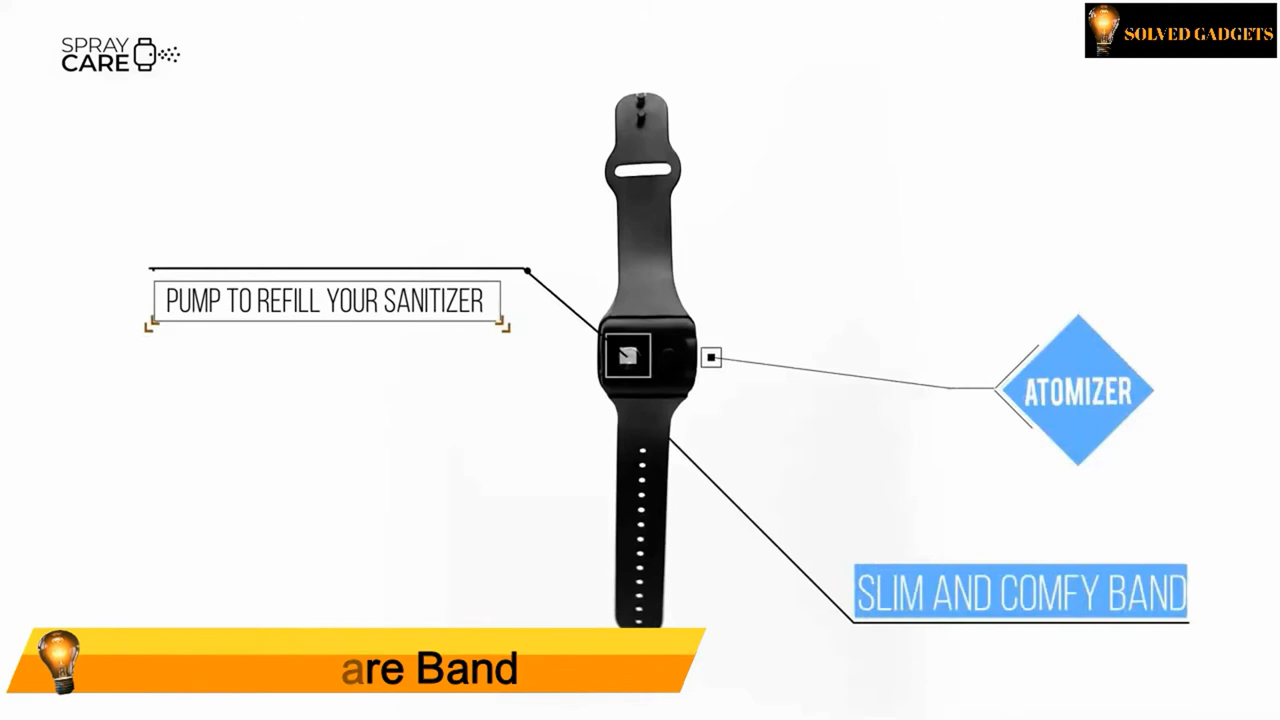 SPRAY
CARE
SOLVED GADGETS
PUMP TO REFILL YOUR SANITIZER
ATOMIZER
SLIM AND COMFY BAND
are Band